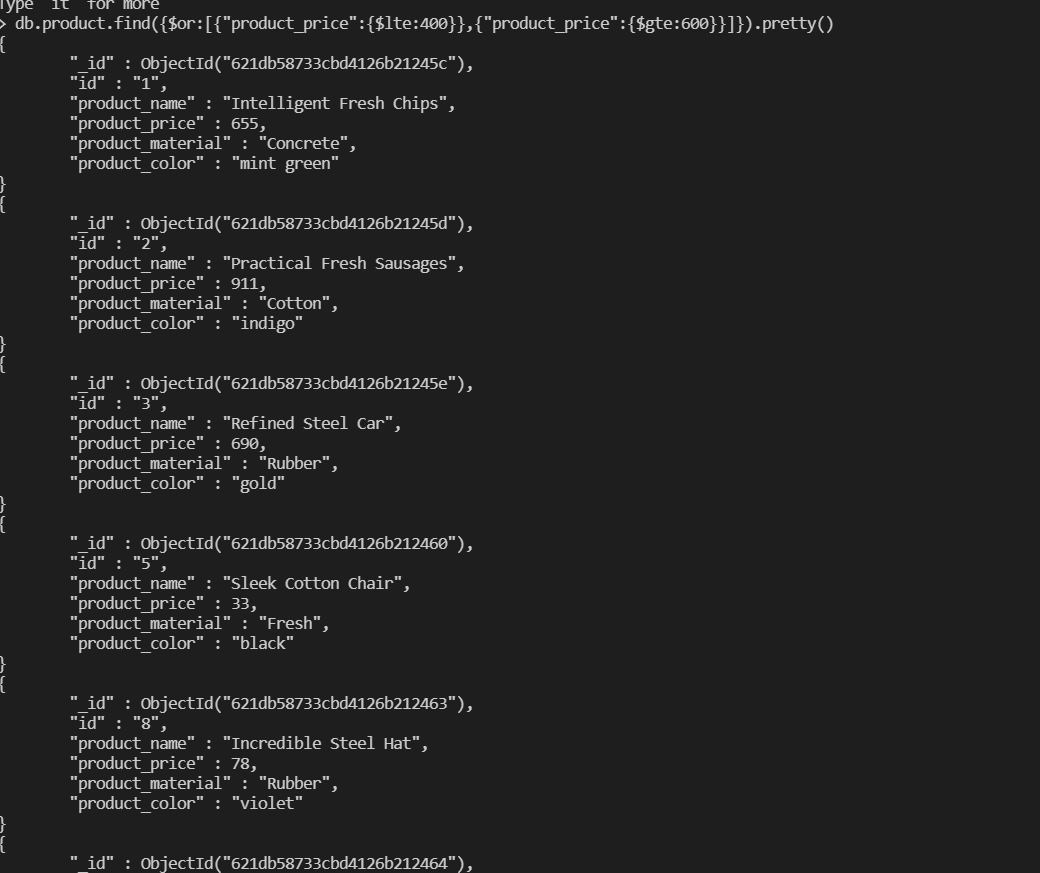 Type "it" for more
> db.product.find({$or:[{"product_price":{$lte:400}},{"product_price":{$gte:600}}]}).pretty()
{
"_id" : ObjectId("621db58733cbd4126b21245c"),
"id" : "1",
"product_name" : "Intelligent Fresh Chips",
"product_price" : 655,
"product_material" : "Concrete",
"product_color" : "mint green"
}
{
"_id" : ObjectId("621db58733cbd4126b21245d"),
"id" : "2",
"product_name" : "Practical Fresh Sausages",
"product_price" : 911,
"product_material" : "Cotton",
"product_color" : "indigo"
}
{
"_id" : ObjectId("621db58733cbd4126b21245e"),
"id" : "3",
"product_name" : "Refined Steel Car",
"product_price" : 690,
"product_material" : "Rubber",
"product_color" : "gold"
}
{
"_id" : ObjectId("621db58733cbd4126b212460"),
"id" : "5",
"product_name" : "Sleek Cotton Chair",
"product_price" : 33,
"product_material" : "Fresh",
"product_color" : "black"
}
{
"_id" : ObjectId("621db58733cbd4126b212463"),
"id" : "8",
"product_name" : "Incredible Steel Hat",
"product_price" : 78,
"product_material" : "Rubber",
"product_color" : "violet"
}
{
"_id" : ObjectId("621db58733cbd4126b212464"),